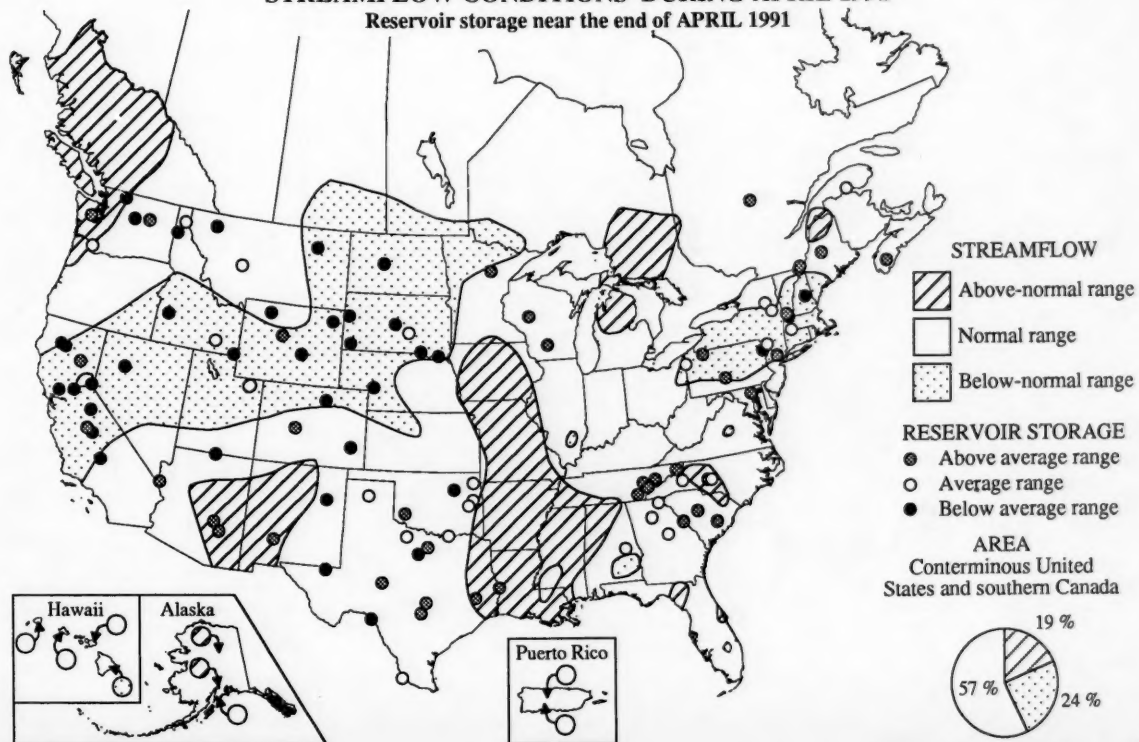 Reservoir storage near the end of APRIL 1991
STREAMFLOW
Above-normal range
Normal range
Below-normal range
RESERVOIR STORAGE
Above average range
Average range
Below average range
AREA
Conterminous United
States and southern Canada
19 %
57 %
24 %
Hawaii
Alaska
Puerto Rico